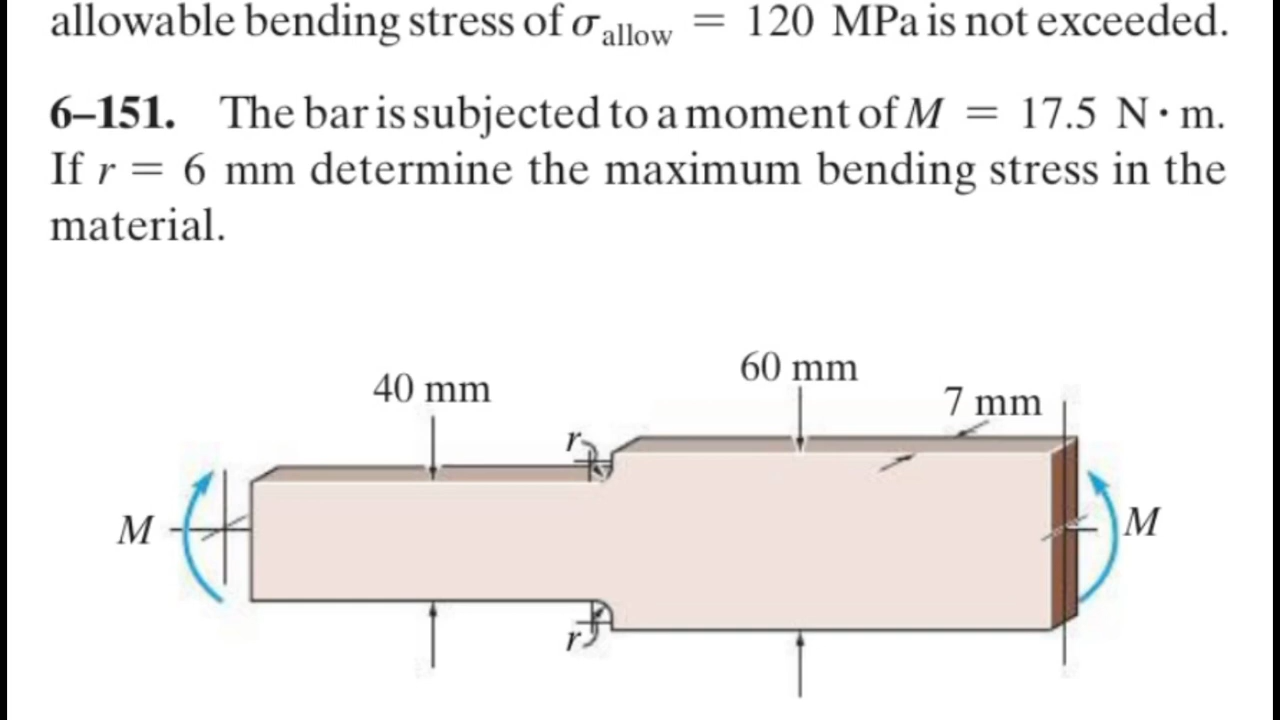 allowable bending stress of σallow = 120 MPa is not exceeded.
6–151. The bar is subjected to a moment of M = 17.5 N · m.
If r = 6 mm determine the maximum bending stress in the
material.
60 mm
40 mm
7 mm
r
M
M
r